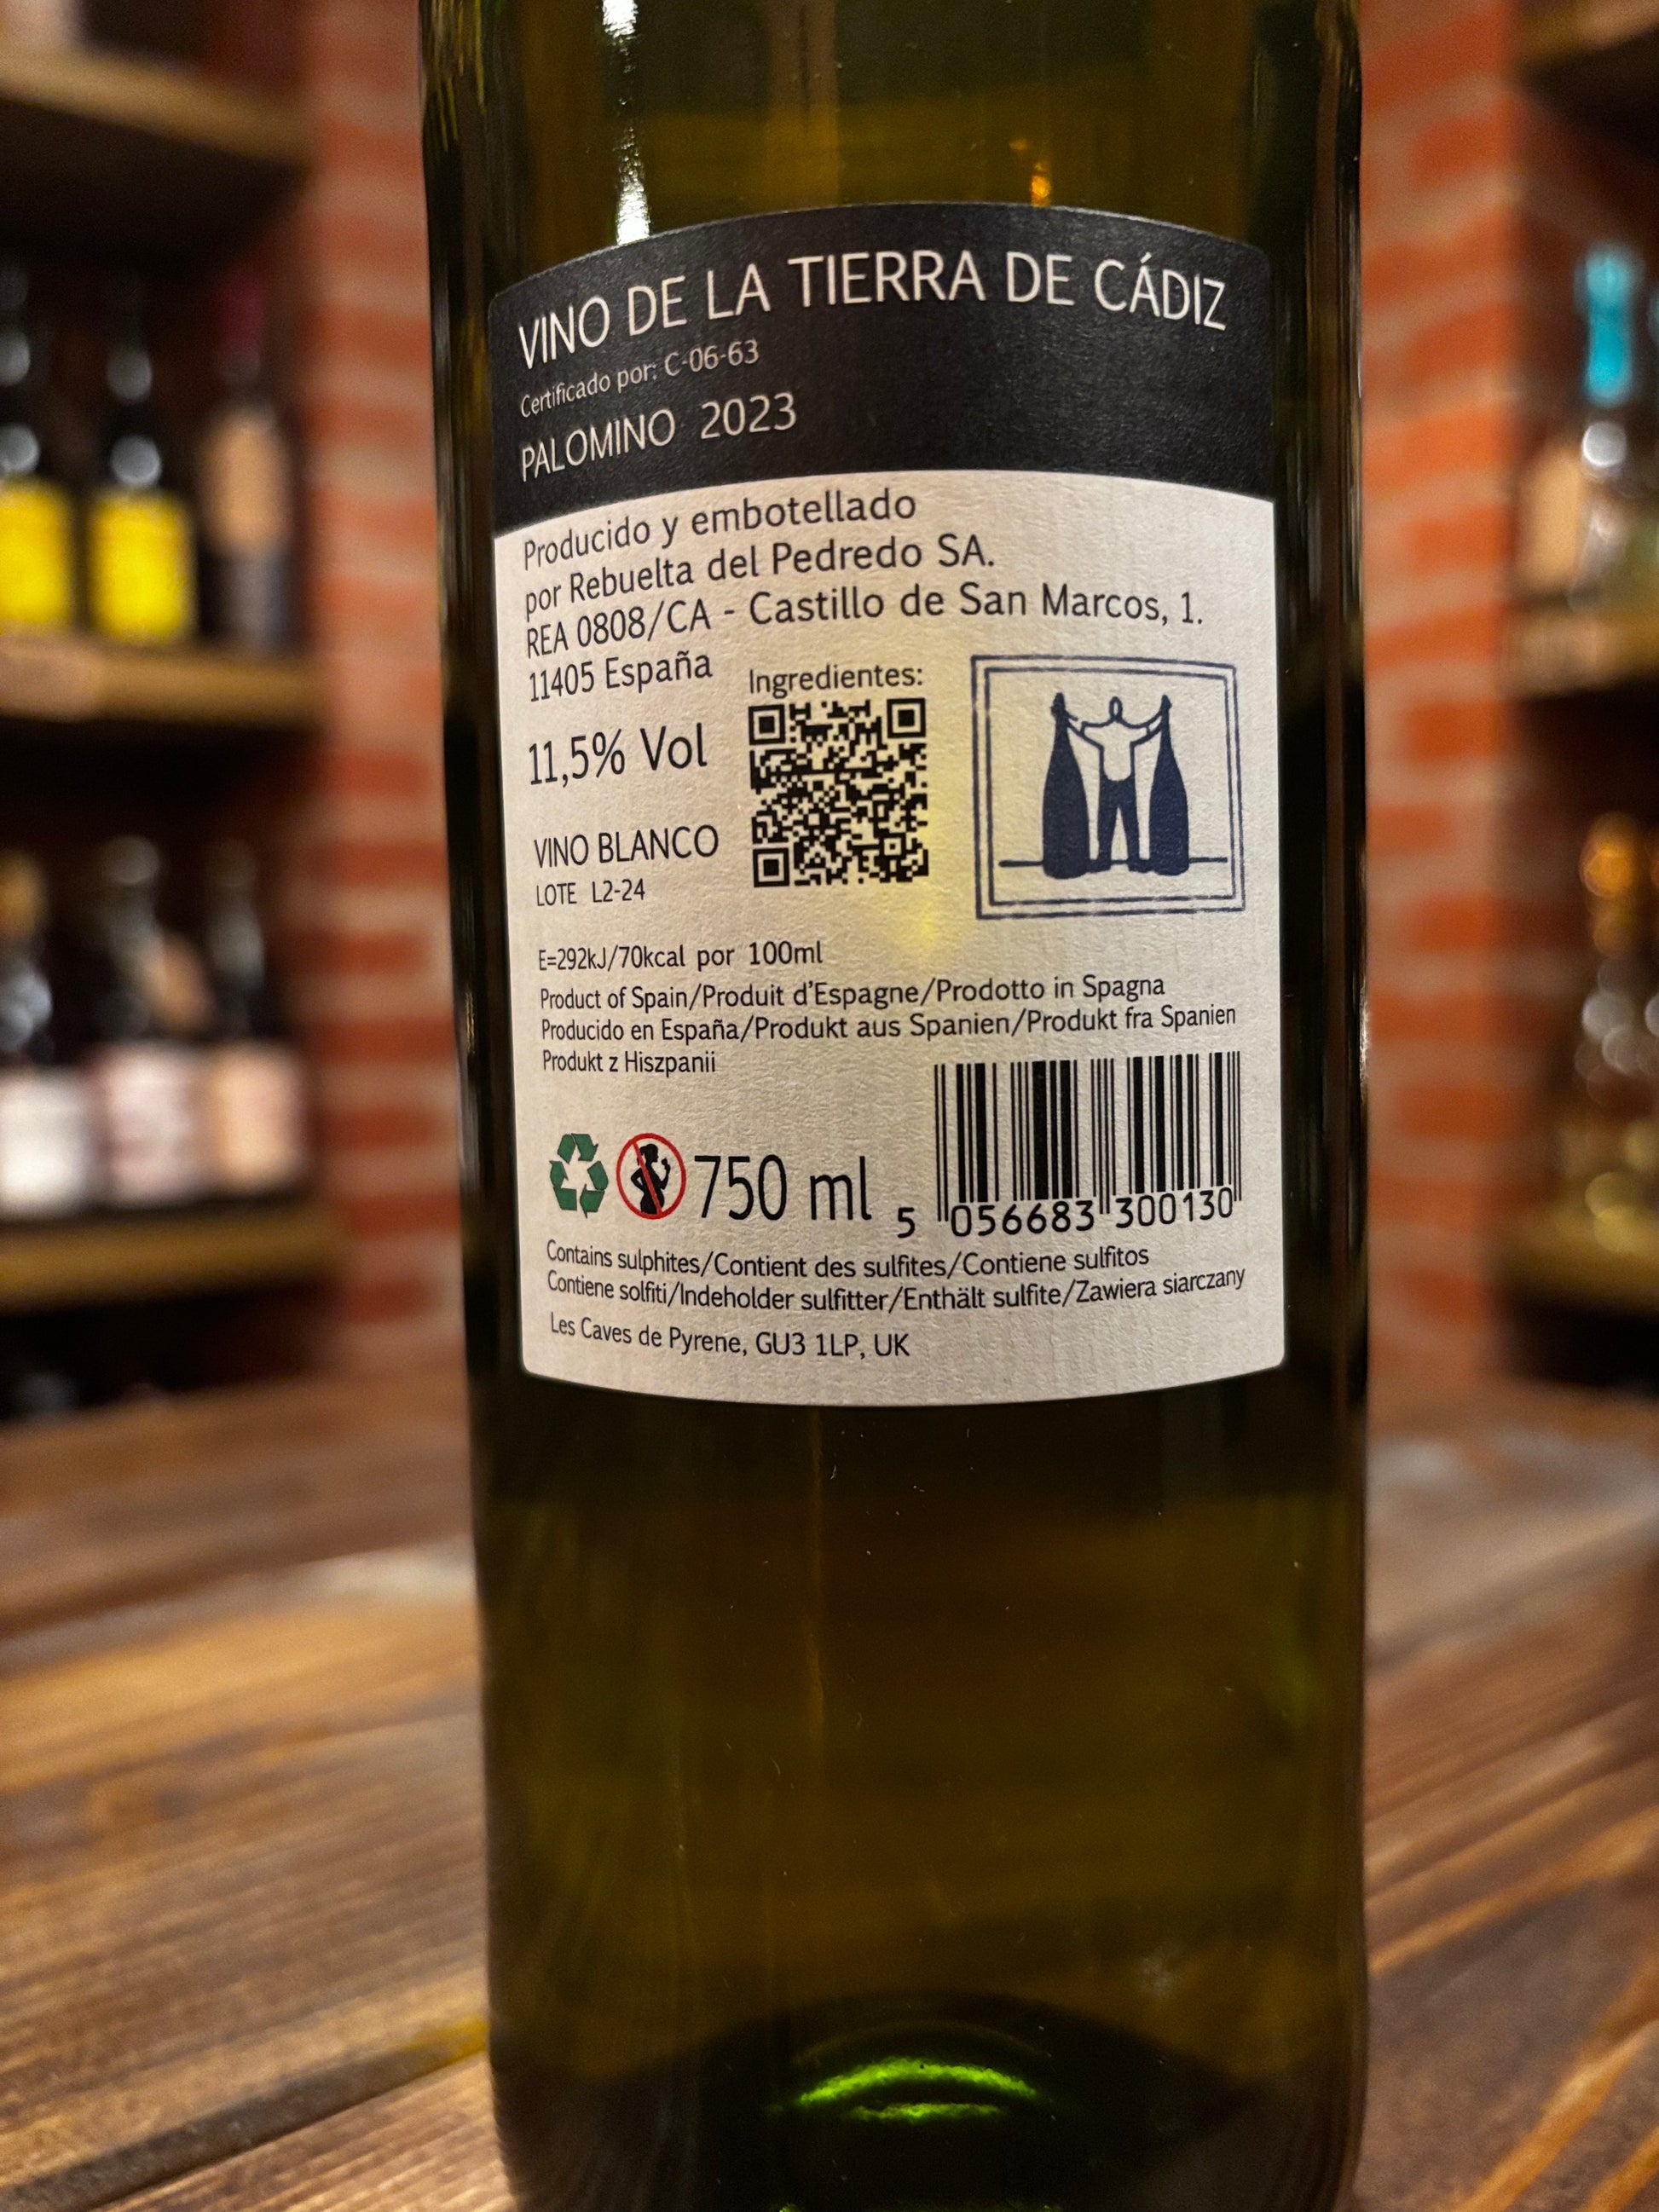 VINO DE LA TIERRA DE CÁDIZ
Certificado por: C-06-63
PALOMINO 2023
Producido y embotellado
por Rebuelta del Pedredo SA.
REA 0808/CA - Castillo de San Marcos, 1.
11405 España
Ingredientes:
11,5% Vol
VINO BLANCO
LOTE L2-24
E=292kJ/70kcal por 100ml
Product of Spain/Produit d'Espagne/Prodotto in Spagna
Producido en España/Produkt aus Spanien/Produkt fra Spanien
Produkt z Hiszpanii
750 ml
5 056683 300130
Contains sulphites/Contient des sulfites/Contiene sulfitos
Contiene solfiti/Indeholder sulfitter/Enthält sulfite/Zawiera siarczany
Les Caves de Pyrene, GU3 1LP, UK